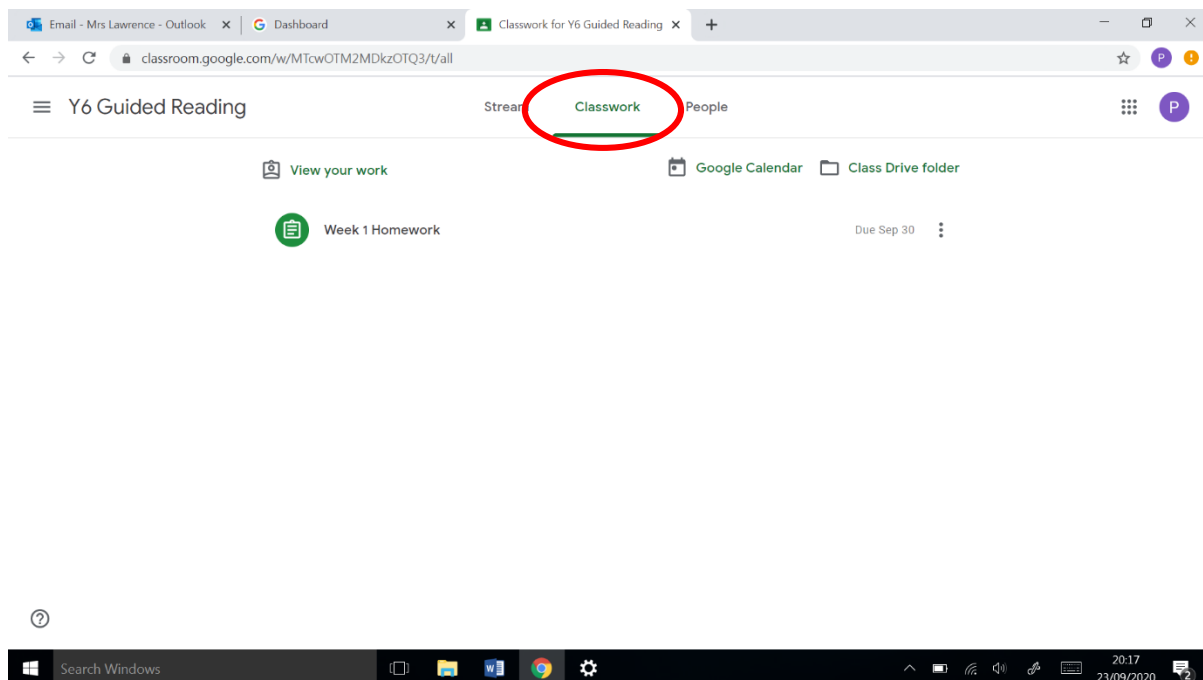 Email - Mrs Lawrence - Outlook
Dashboard
Classwork for Y6 Guided Reading
classroom.google.com/w/MTcwOTM2MDkzOTQ3/t/all
P
Y6 Guided Reading
Stream
Classwork
People
P
View your work
Google Calendar
Class Drive folder
Week 1 Homework
Due Sep 30
Search Windows
20:17
23/09/2020
2